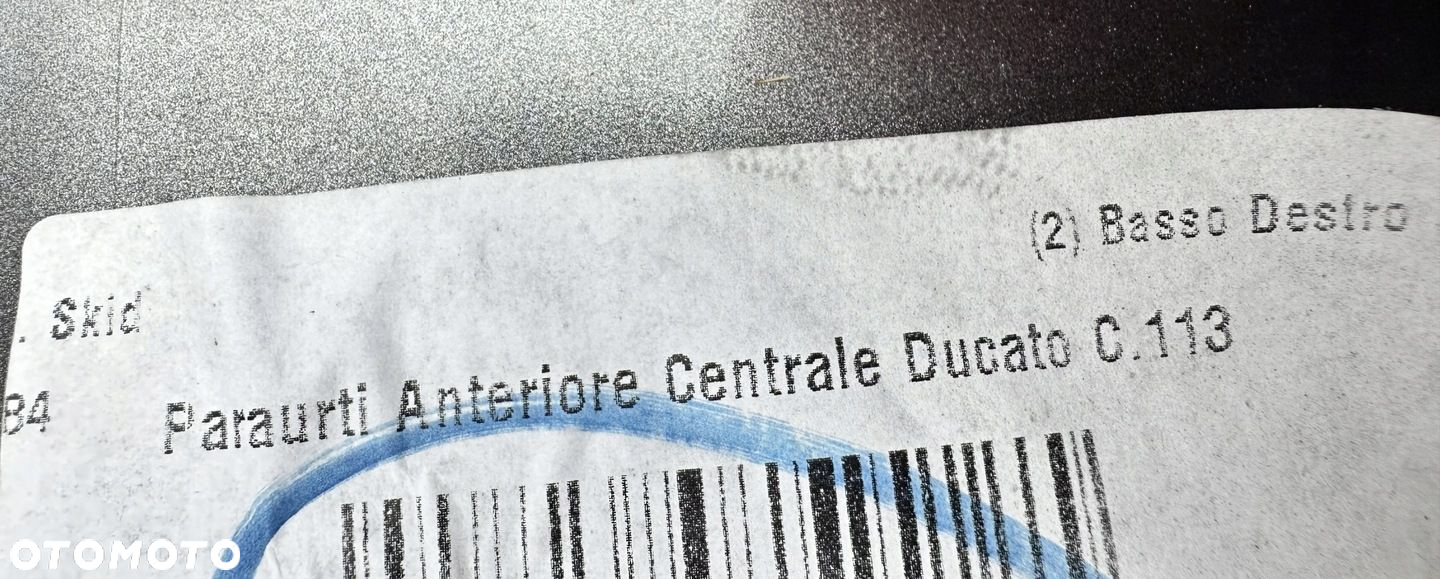 (2) Basso Destro
. Skid
Paraurti Anteriore Centrale Ducato C.113
84
OTOMOTO